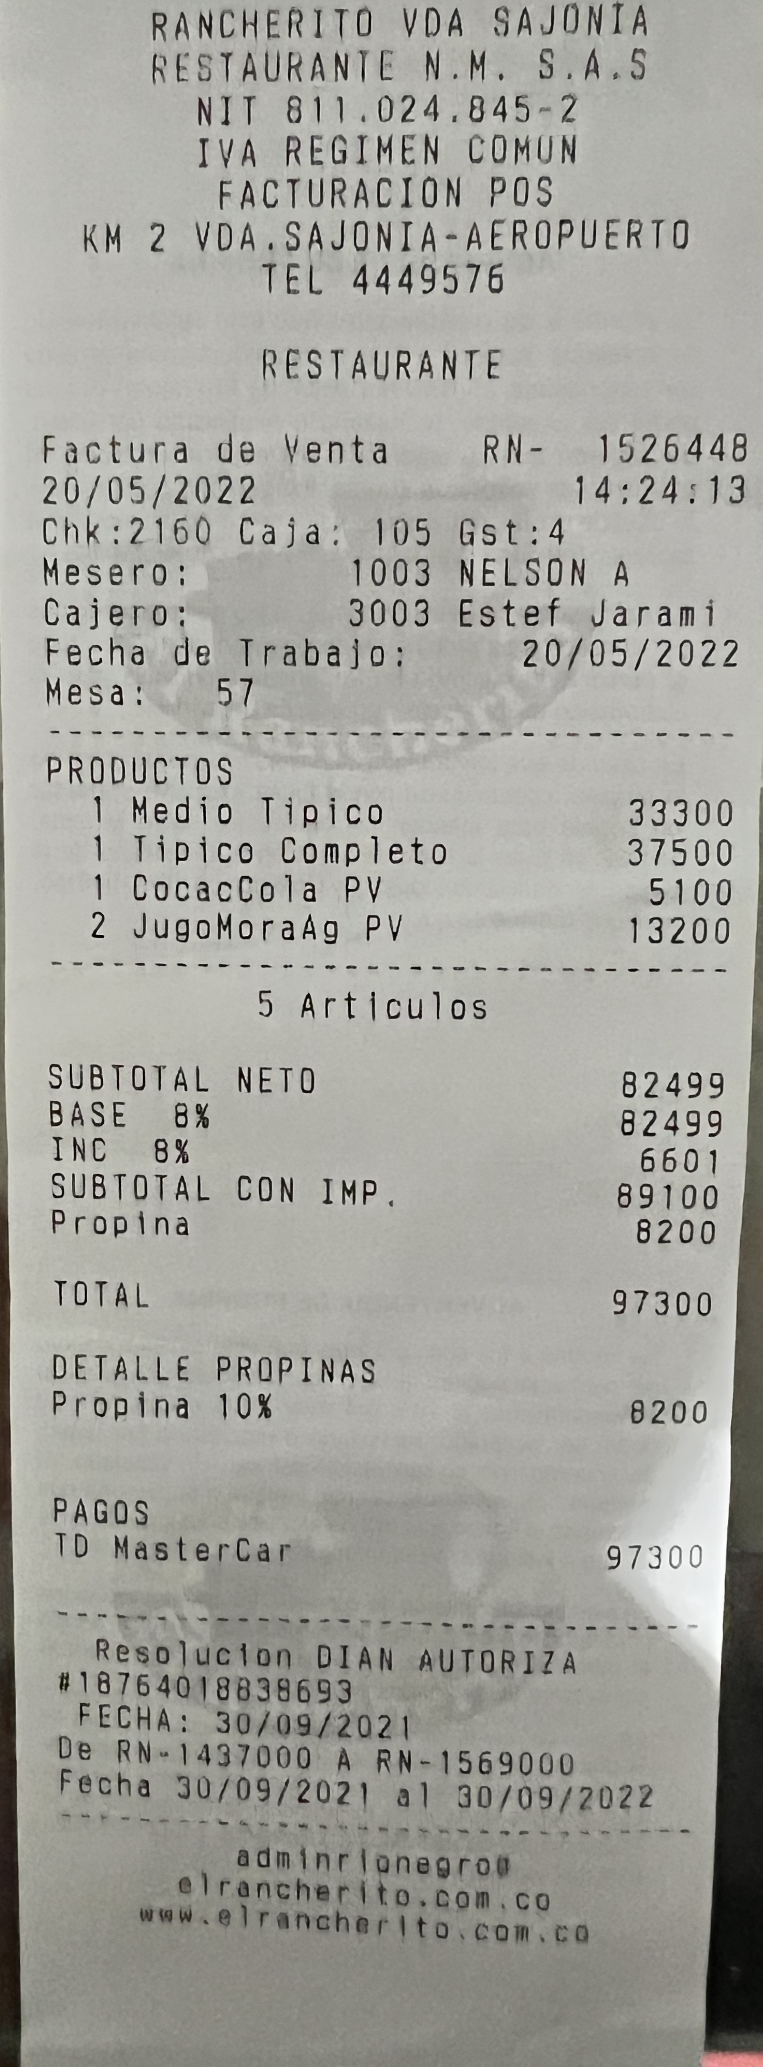 RANCHERITO VDA SAJONIA
RESTAURANTE N.M. S.A.S
NIT 811.024.845-2
IVA REGIMEN COMUN
FACTURACION POS
KM 2 VDA.SAJONIA-AEROPUERTO
TEL 4449576
RESTAURANTE
Factura de Venta RN- 1526448
20/05/2022 14:24:13
Chk:2160 Caja: 105 Gst:4
Mesero: 1003 NELSON A
Cajero: 3003 Estef Jarami
Fecha de Trabajo: 20/05/2022
Mesa: 57
--------------------------------
PRODUCTOS
1 Medio Tipico 33300
1 Tipico Completo 37500
1 CocacCola PV 5100
2 JugoMoraAg PV 13200
--------------------------------
5 Articulos
SUBTOTAL NETO 82499
BASE 8% 82499
INC 8% 6601
SUBTOTAL CON IMP. 89100
Propina 8200
TOTAL 97300
DETALLE PROPINAS
Propina 10% 8200
PAGOS
TD MasterCar 97300
--------------------------------
Resolucion DIAN AUTORIZA
#18764018838693
FECHA: 30/09/2021
De RN-1437000 A RN-1569000
Fecha 30/09/2021 al 30/09/2022
--------------------------------
adminrionegro@
elrancherito.com.co
www.elrancherito.com.co